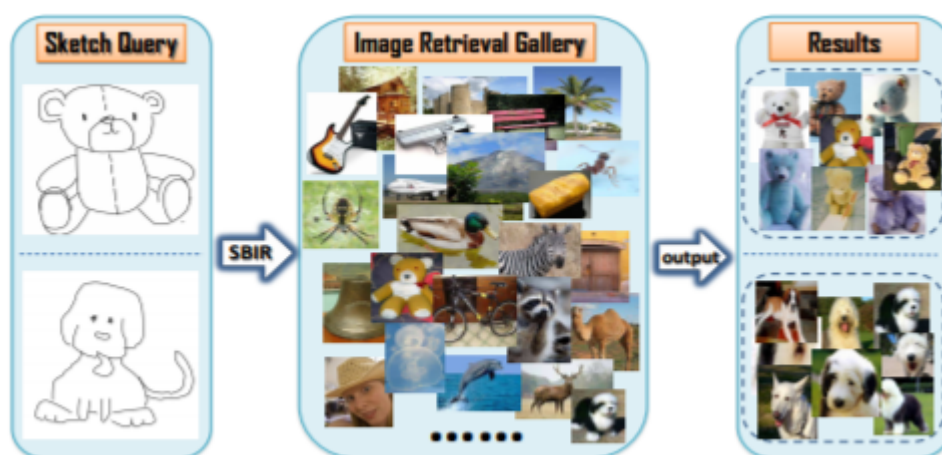 Sketch Query
Image Retrieval Gallery
Results
SBIR
output
......